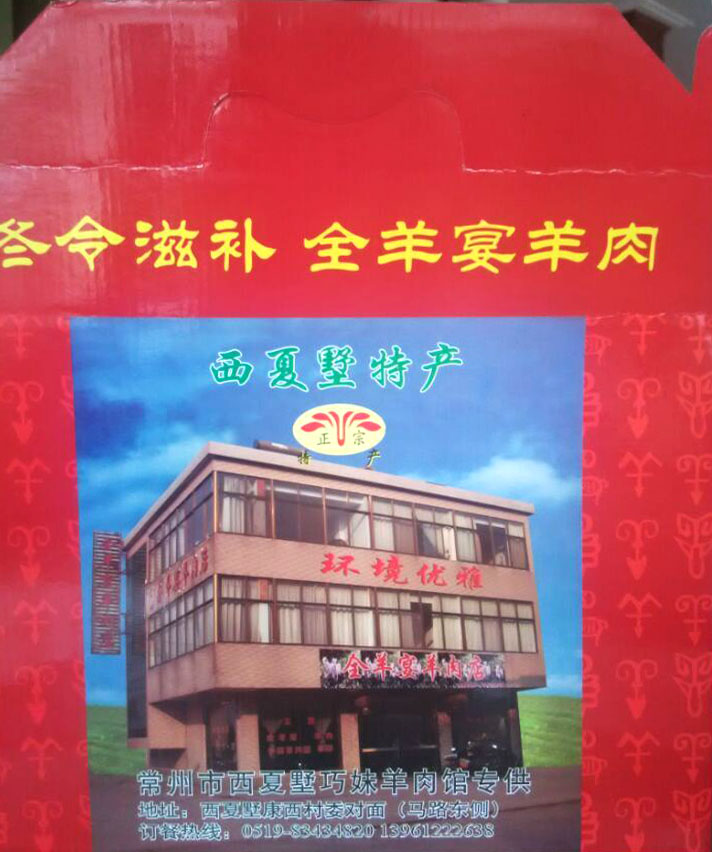 冬令滋补 全羊宴羊肉
西夏墅特产
正宗
特产
环境优雅
全羊宴羊肉店
常州市西夏墅巧妹羊肉馆专供
地址：西夏墅康西村委对面（马路东侧）
订餐热线：0519-83434820 13961222638